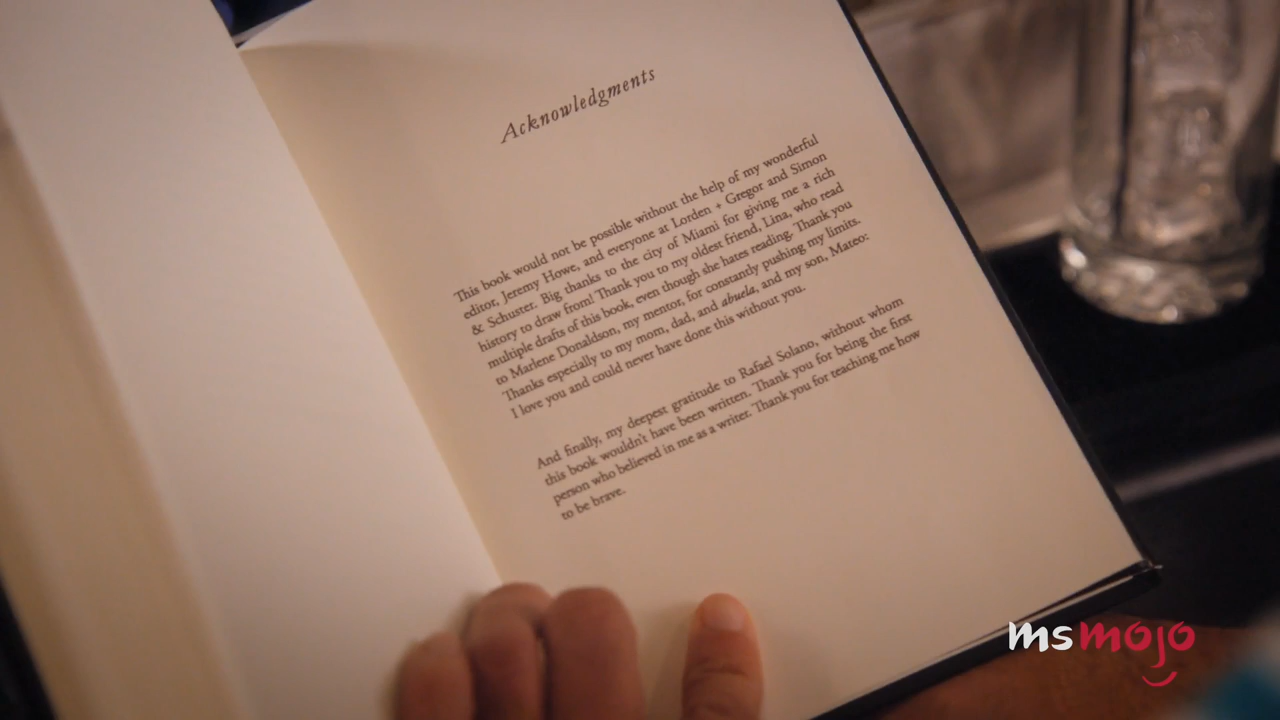 Acknowledgments
This book would not be possible without the help of my wonderful
editor, Jeremy Howe, and everyone at Lorden + Gregor and Simon
& Schuster. Big thanks to the city of Miami for giving me a rich
history to draw from! Thank you to my oldest friend, Lina, who read
multiple drafts of this book, even though she hates reading. Thank you
to Marlene Donaldson, my mentor, for constantly pushing my limits.
Thanks especially to my mom, dad, and abuela, and my son, Mateo:
I love you and could never have done this without you.
And finally, my deepest gratitude to Rafael Solano, without whom
this book wouldn't have been written. Thank you for being the first
person who believed in me as a writer. Thank you for teaching me how
to be brave.
msmojo